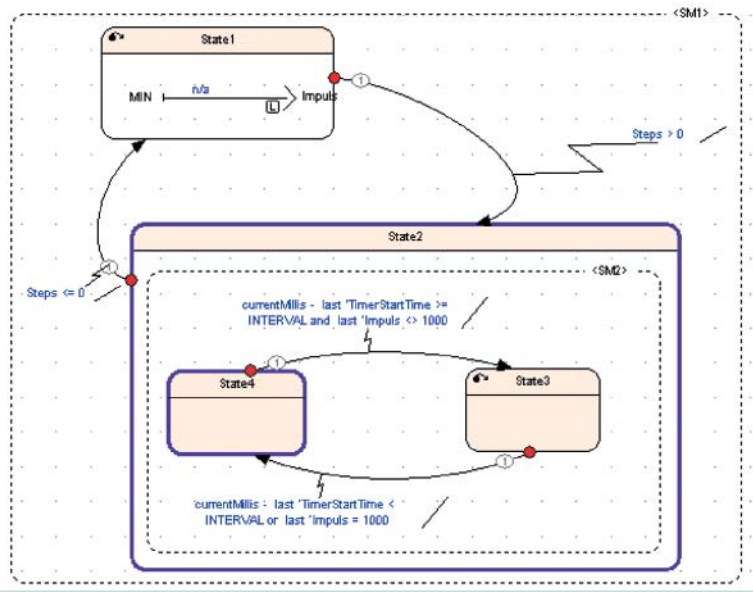 <SM1>
State1
MIN n/a Impuls
L
1
Steps > 0
State2
1
Steps <= 0
<SM2>
currentMillis - last 'TimerStartTime >=
INTERVAL and last 'Impuls <> 1000
1
State4
State3
1
currentMillis - last 'TimerStartTime <
INTERVAL or last 'Impuls = 1000